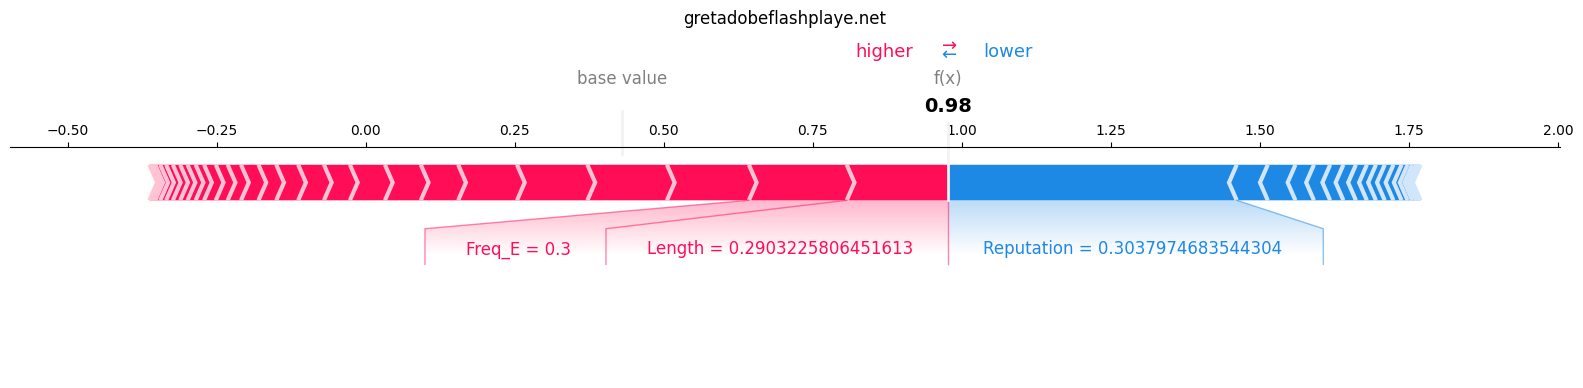 gretadobeflashplaye.net
higher ⇄ lower
base value f(x)
0.98
−0.50 −0.25 0.00 0.25 0.50 0.75 1.00 1.25 1.50 1.75 2.00
Freq_E = 0.3 Length = 0.2903225806451613 Reputation = 0.3037974683544304